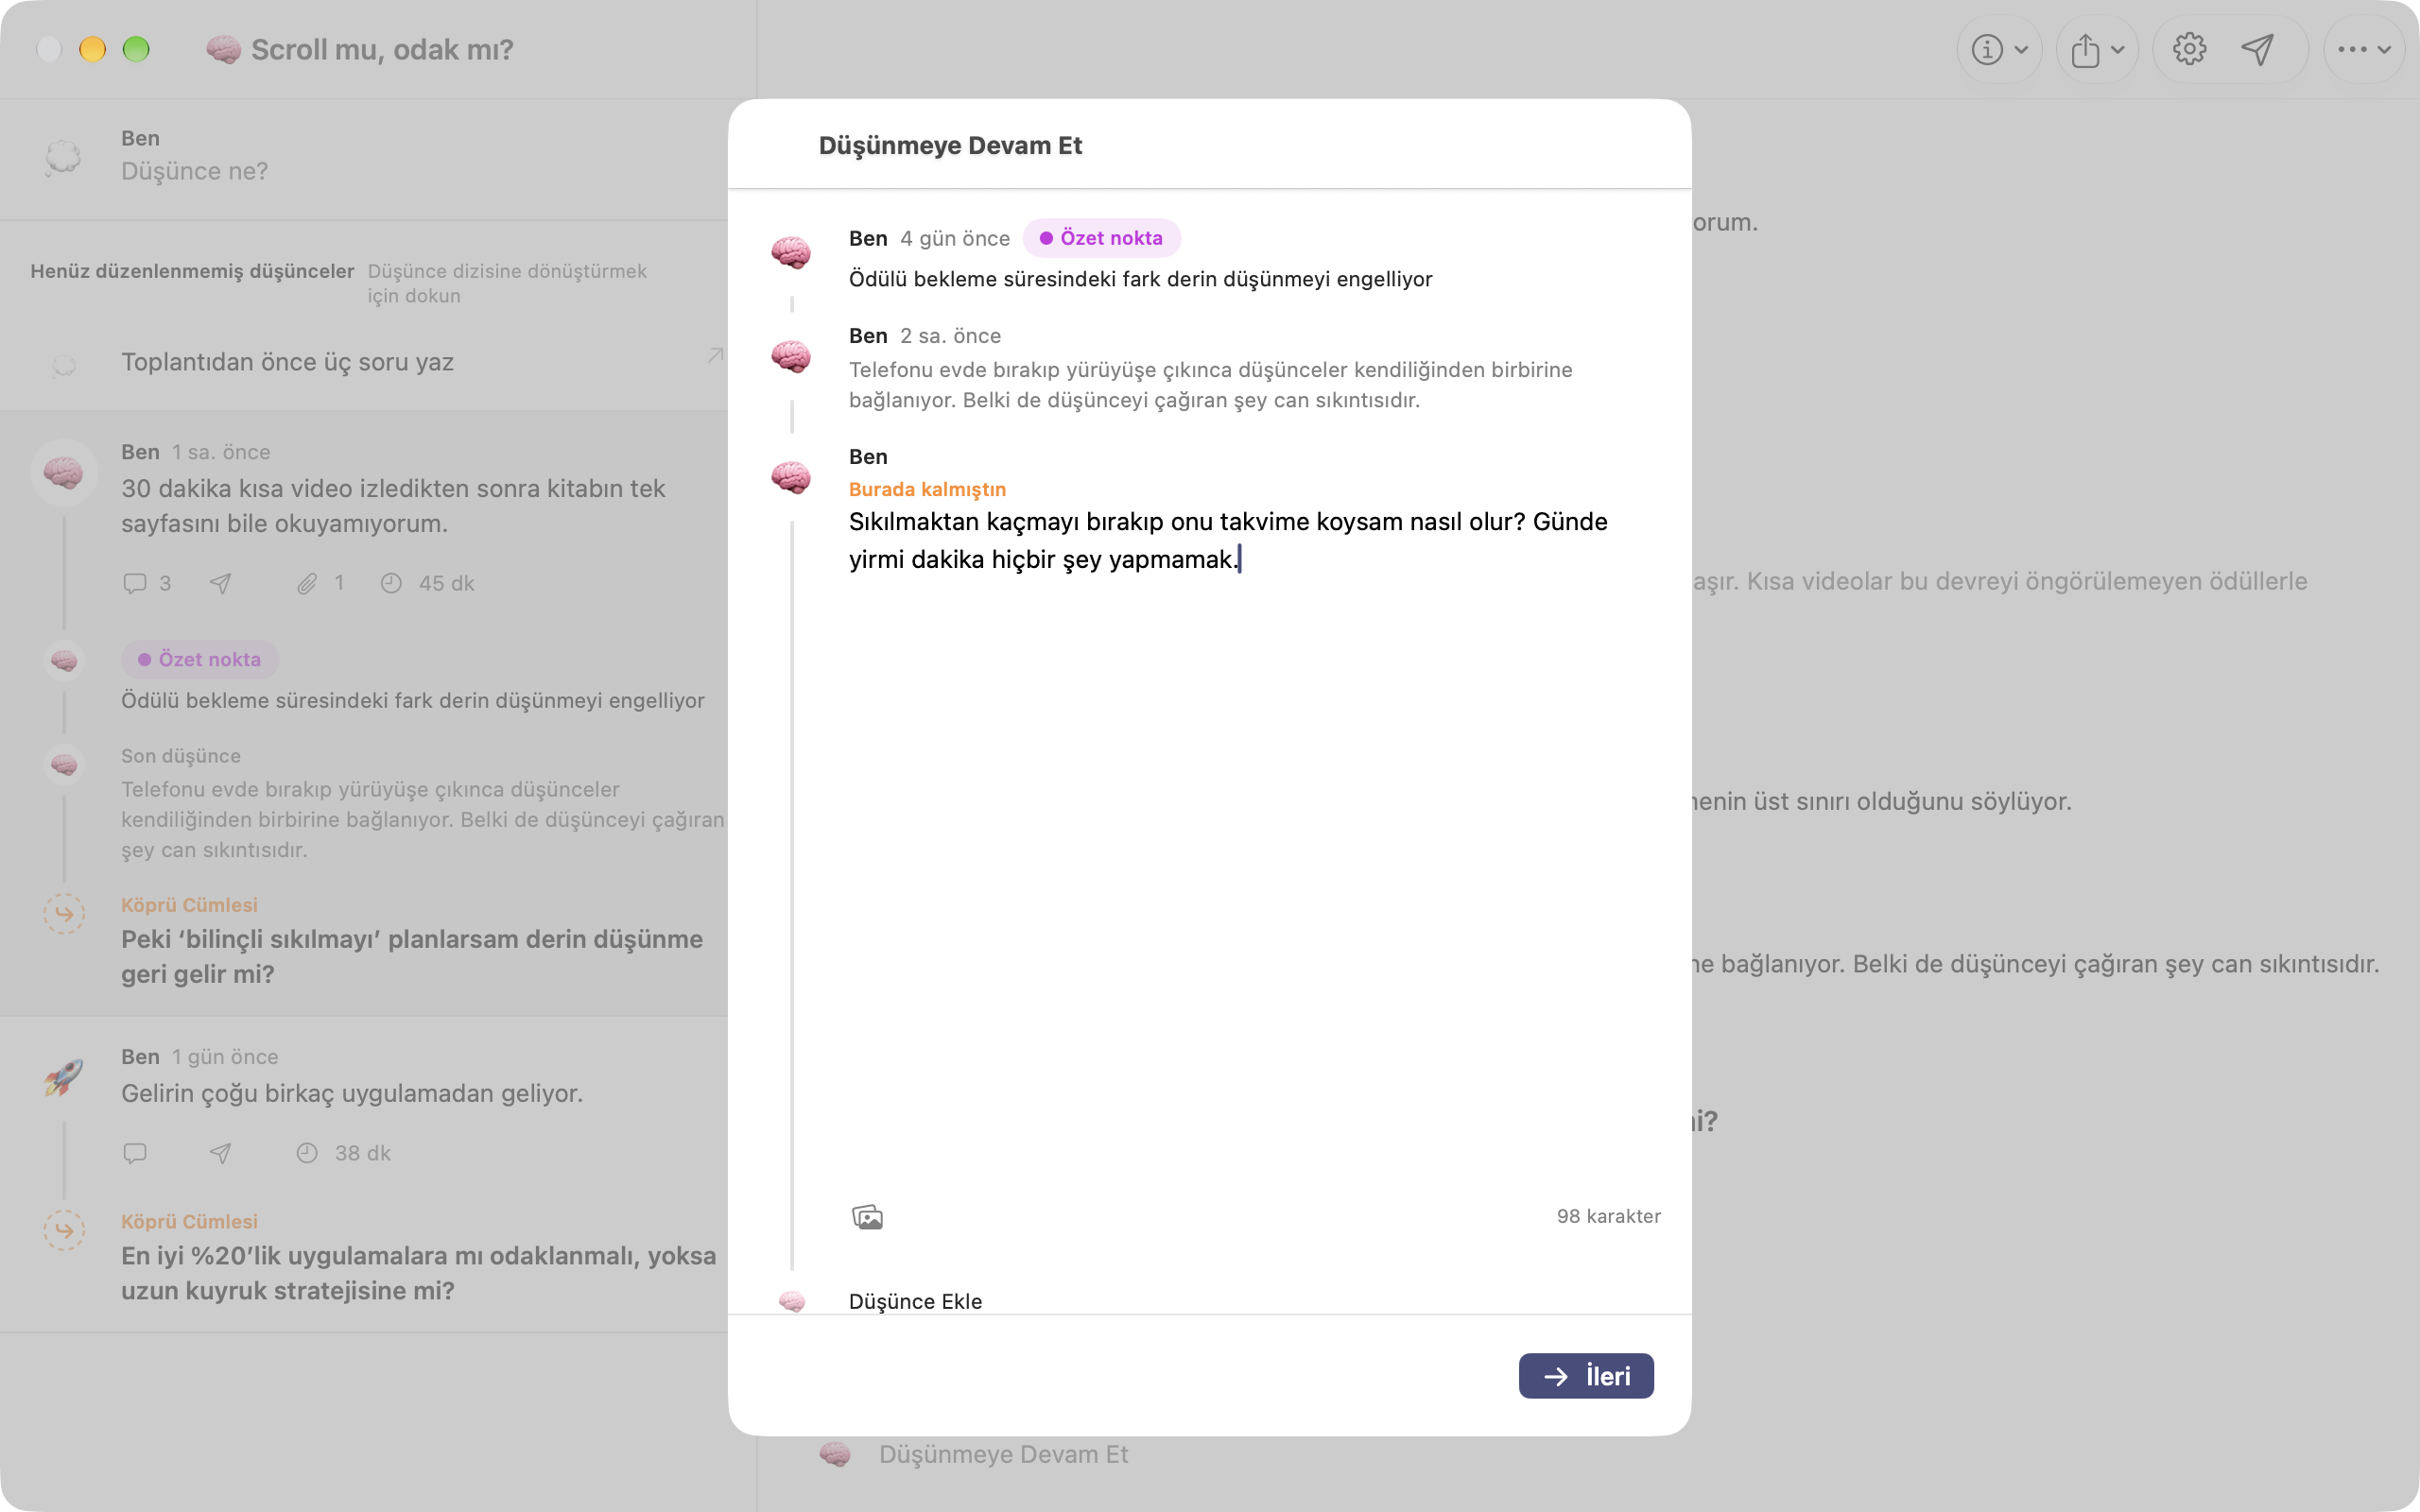 Scroll mu, odak mı?
Ben
Düşünce ne?
Henüz düzenlenmemiş düşünceler
Düşünce dizisine dönüştürmek
için dokun
Toplantıdan önce üç soru yaz
Ben 1 sa. önce
30 dakika kısa video izledikten sonra kitabın tek
sayfasını bile okuyamıyorum.
3 1 45 dk
Özet nokta
Ödülü bekleme süresindeki fark derin düşünmeyi engelliyor
Son düşünce
Telefonu evde bırakıp yürüyüşe çıkınca düşünceler
kendiliğinden birbirine bağlanıyor. Belki de düşünceyi çağıran
şey can sıkıntısıdır.
Köprü Cümlesi
Peki ‘bilinçli sıkılmayı’ planlarsam derin düşünme
geri gelir mi?
Ben 1 gün önce
Gelirin çoğu birkaç uygulamadan geliyor.
38 dk
Köprü Cümlesi
En iyi %20’lik uygulamalara mı odaklanmalı, yoksa
uzun kuyruk stratejisine mi?
Düşünmeye Devam Et
Ben 4 gün önce Özet nokta
Ödülü bekleme süresindeki fark derin düşünmeyi engelliyor
Ben 2 sa. önce
Telefonu evde bırakıp yürüyüşe çıkınca düşünceler kendiliğinden birbirine
bağlanıyor. Belki de düşünceyi çağıran şey can sıkıntısıdır.
Ben
Burada kalmıştın
Sıkılmaktan kaçmayı bırakıp onu takvime koysam nasıl olur? Günde
yirmi dakika hiçbir şey yapmamak.
98 karakter
Düşünce Ekle
İleri
orum.
aşır. Kısa videolar bu devreyi öngörülemeyen ödüllerle
menin üst sınırı olduğunu söylüyor.
ne bağlanıyor. Belki de düşünceyi çağıran şey can sıkıntısıdır.
mi?
Düşünmeye Devam Et